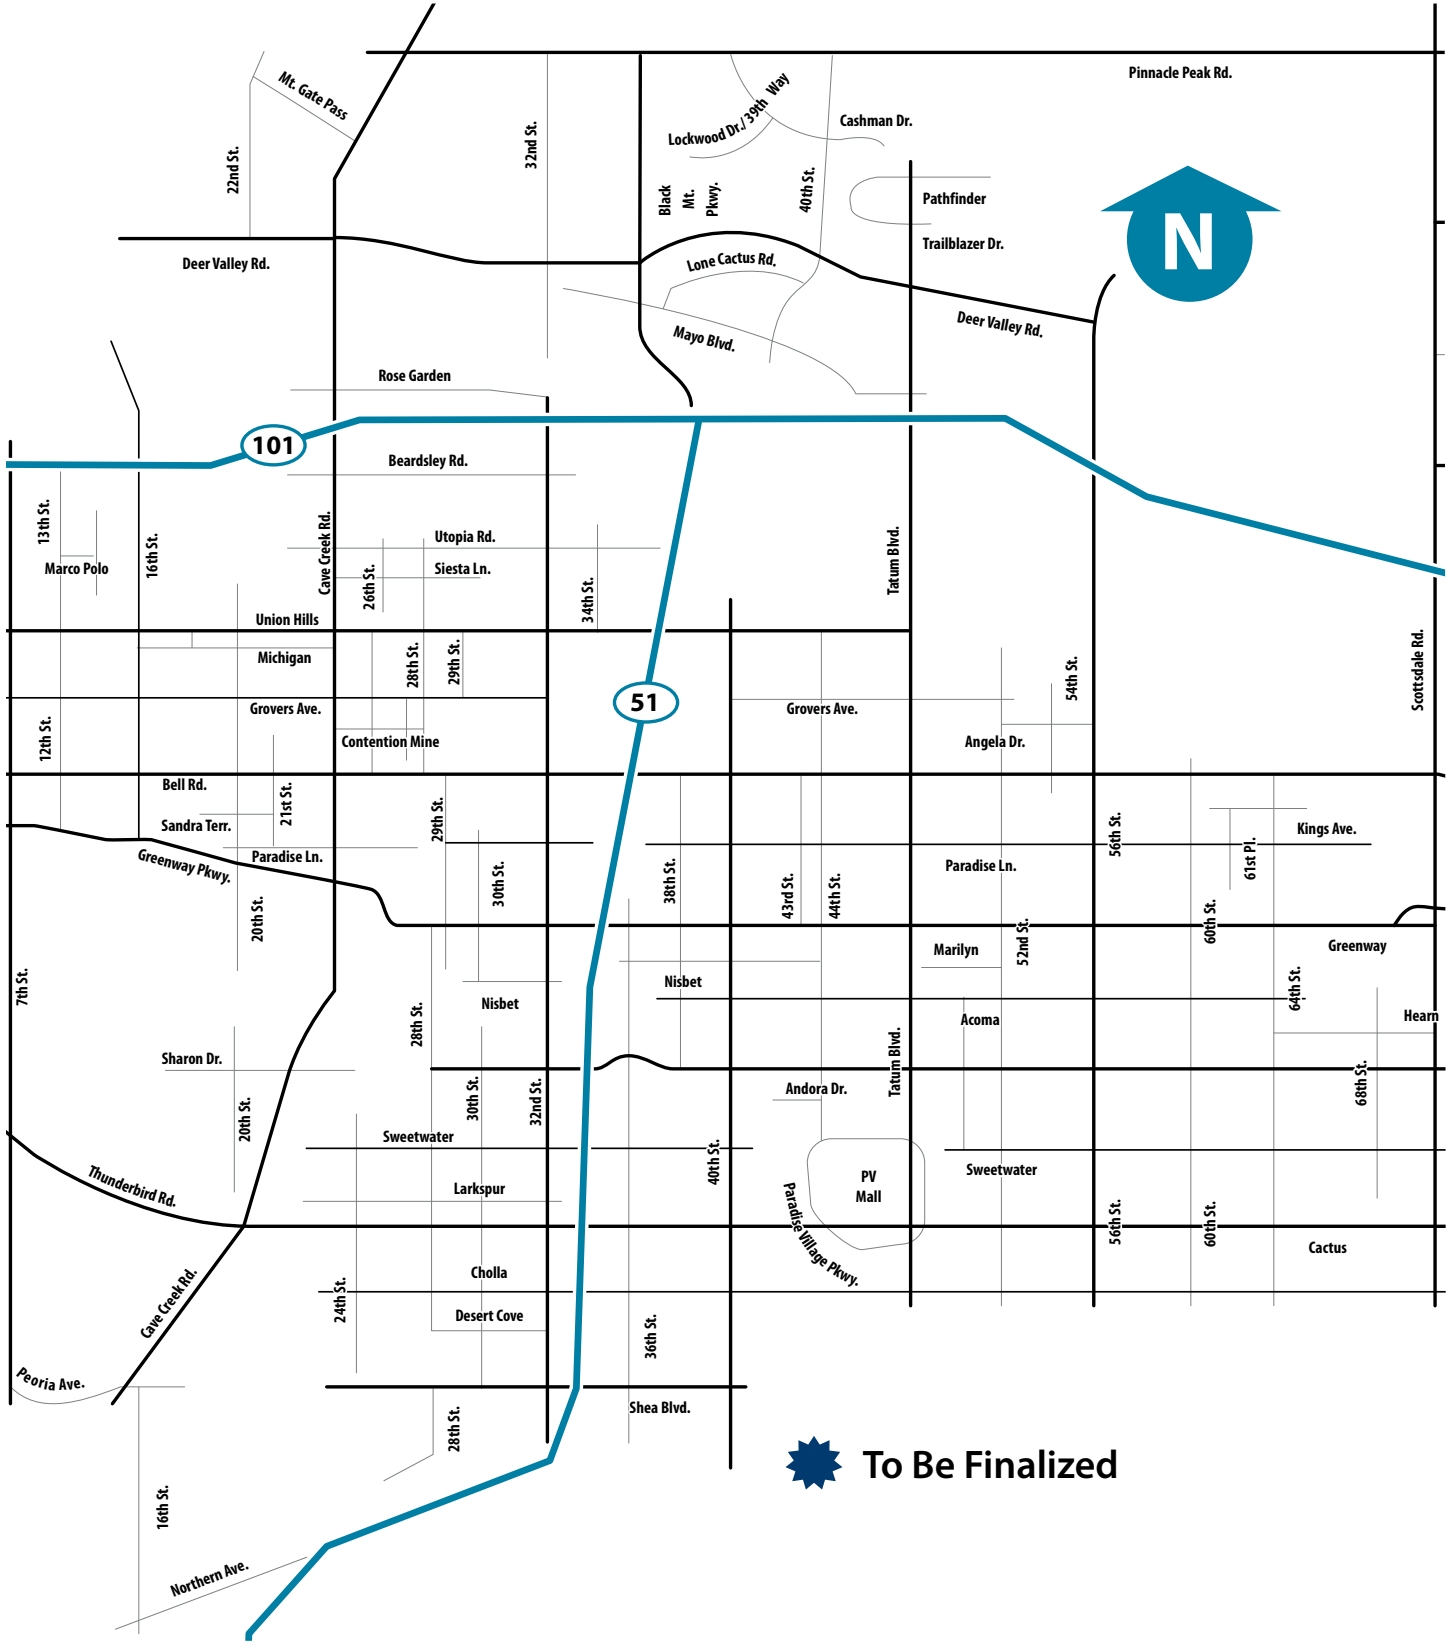 Pinnacle Peak Rd.
Mt. Gate Pass
Lockwood Dr./ 39th Way
Cashman Dr.
22nd St.
32nd St.
Black
Mt.
Pkwy.
40th St.
Pathfinder
N
Trailblazer Dr.
Deer Valley Rd.
Lone Cactus Rd.
Deer Valley Rd.
Mayo Blvd.
Rose Garden
101
Beardsley Rd.
13th St.
16th St.
Cave Creek Rd.
Utopia Rd.
Marco Polo
Siesta Ln.
26th St.
34th St.
Tatum Blvd.
Union Hills
Michigan
28th St.
29th St.
54th St.
Scottsdale Rd.
51
Grovers Ave.
Grovers Ave.
12th St.
Contention Mine
Angela Dr.
Bell Rd.
21st St.
Sandra Terr.
29th St.
56th St.
Kings Ave.
Greenway Pkwy.
Paradise Ln.
Paradise Ln.
61st Pl.
30th St.
38th St.
43rd St.
44th St.
20th St.
60th St.
Marilyn
52nd St.
Greenway
7th St.
Nisbet
Nisbet
64th St.
28th St.
Acoma
Hearn
Sharon Dr.
Tatum Blvd.
68th St.
20th St.
30th St.
32nd St.
Andora Dr.
Sweetwater
40th St.
Thunderbird Rd.
PV
Mall
Sweetwater
Larkspur
Paradise Village Pkwy.
56th St.
60th St.
Cactus
Cholla
Cave Creek Rd.
24th St.
Desert Cove
36th St.
Peoria Ave.
Shea Blvd.
28th St.
To Be Finalized
16th St.
Northern Ave.